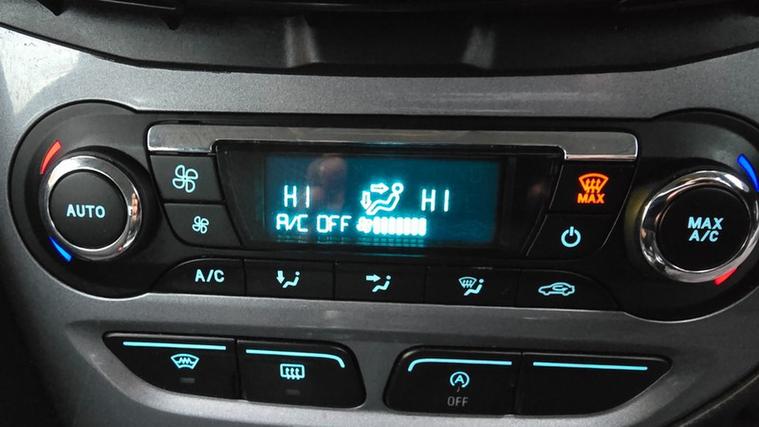 HI HI
A/C OFF
AUTO
MAX
MAX
A/C
A/C
A
OFF